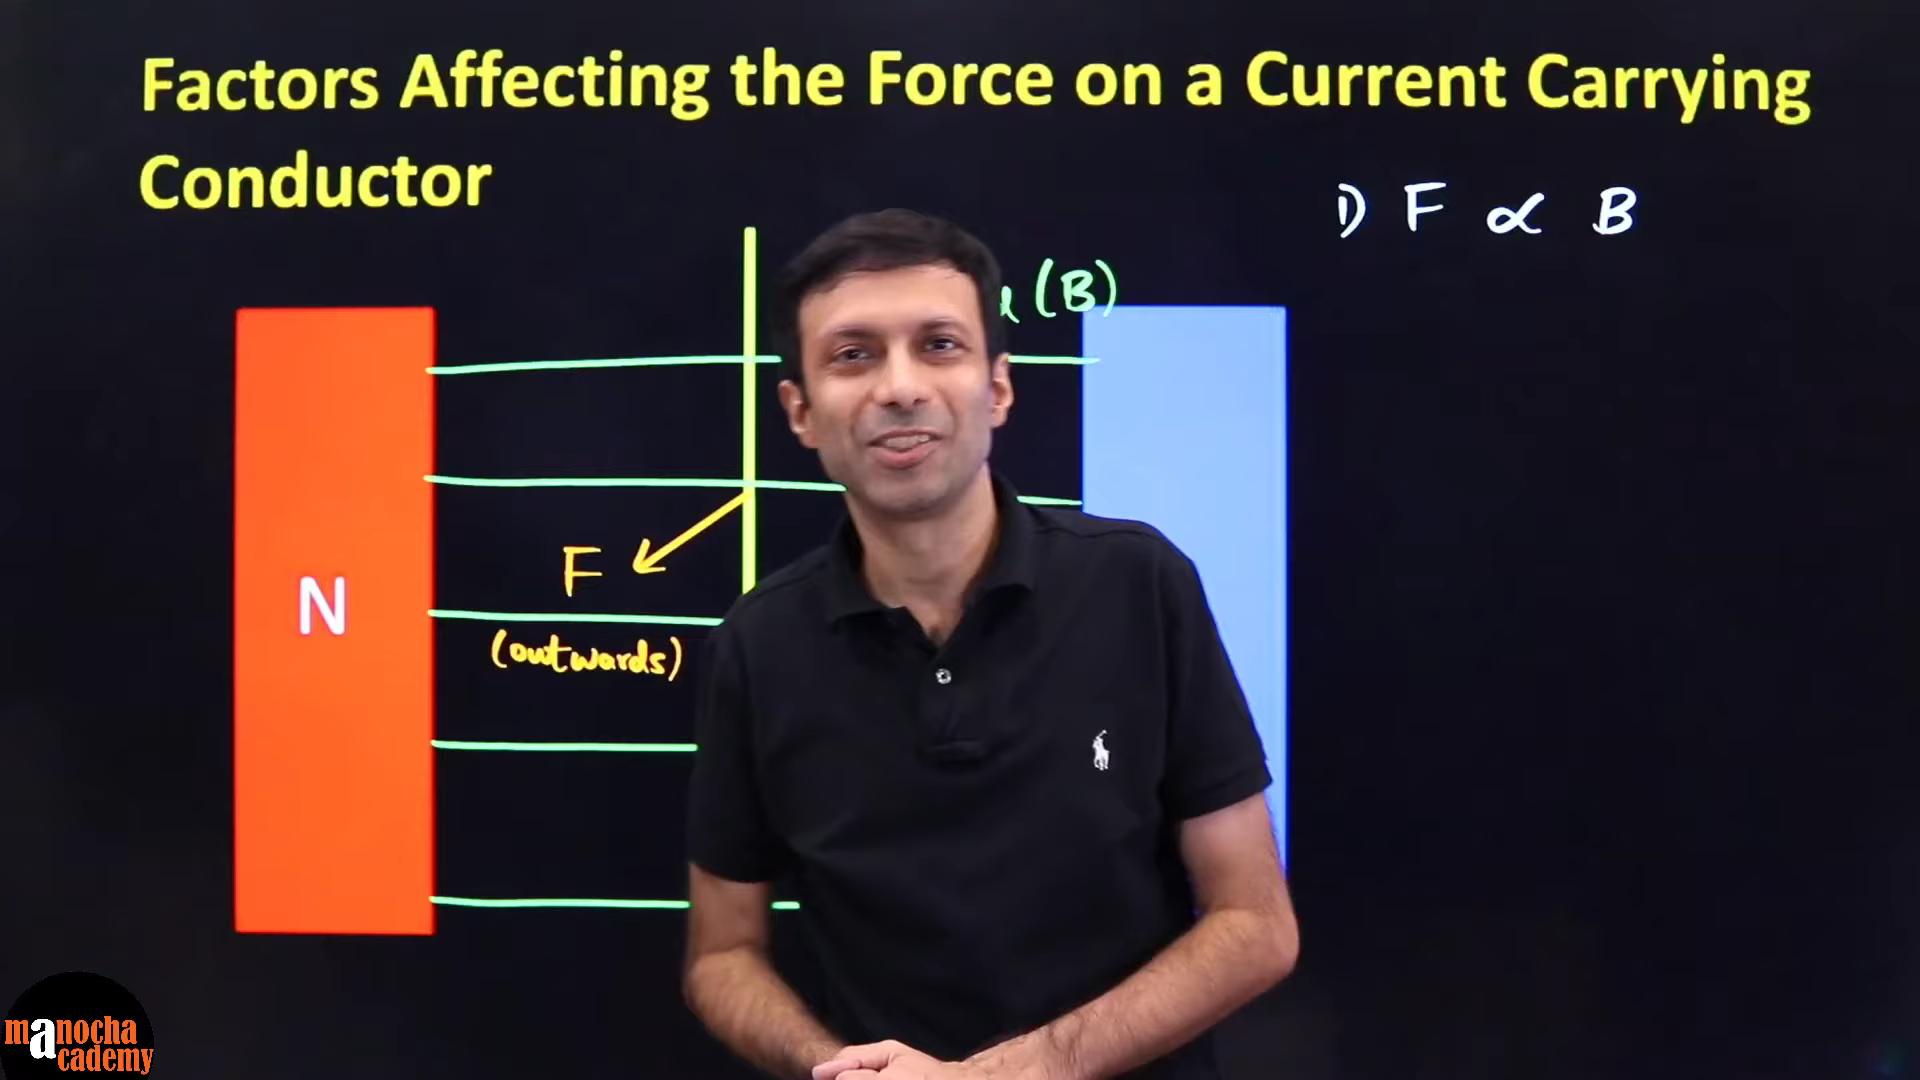 Factors Affecting the Force on a Current Carrying
Conductor
1) F ∝ B
(B)
F
N
(outwards)
manocha
academy